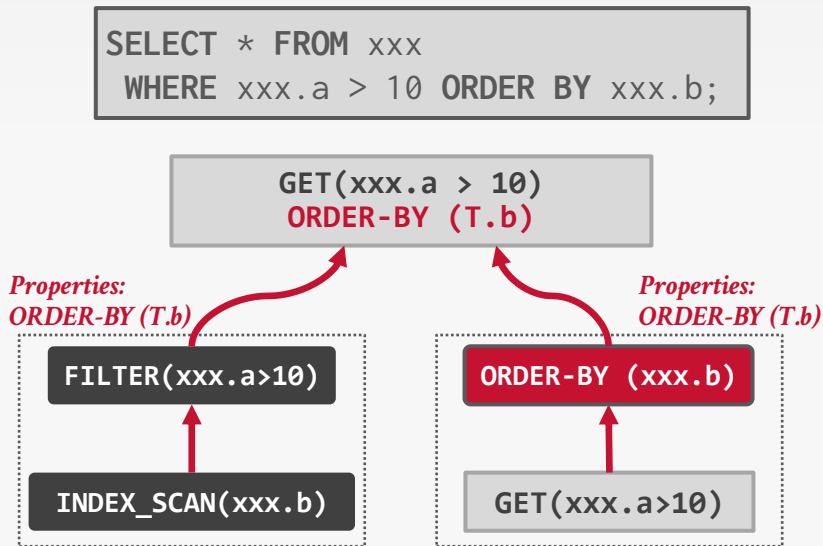 SELECT * FROM xxx
WHERE xxx.a > 10 ORDER BY xxx.b;
GET(xxx.a > 10)
ORDER-BY (T.b)
Properties:
ORDER-BY (T.b)
Properties:
ORDER-BY (T.b)
FILTER(xxx.a>10)
ORDER-BY (xxx.b)
INDEX_SCAN(xxx.b)
GET(xxx.a>10)